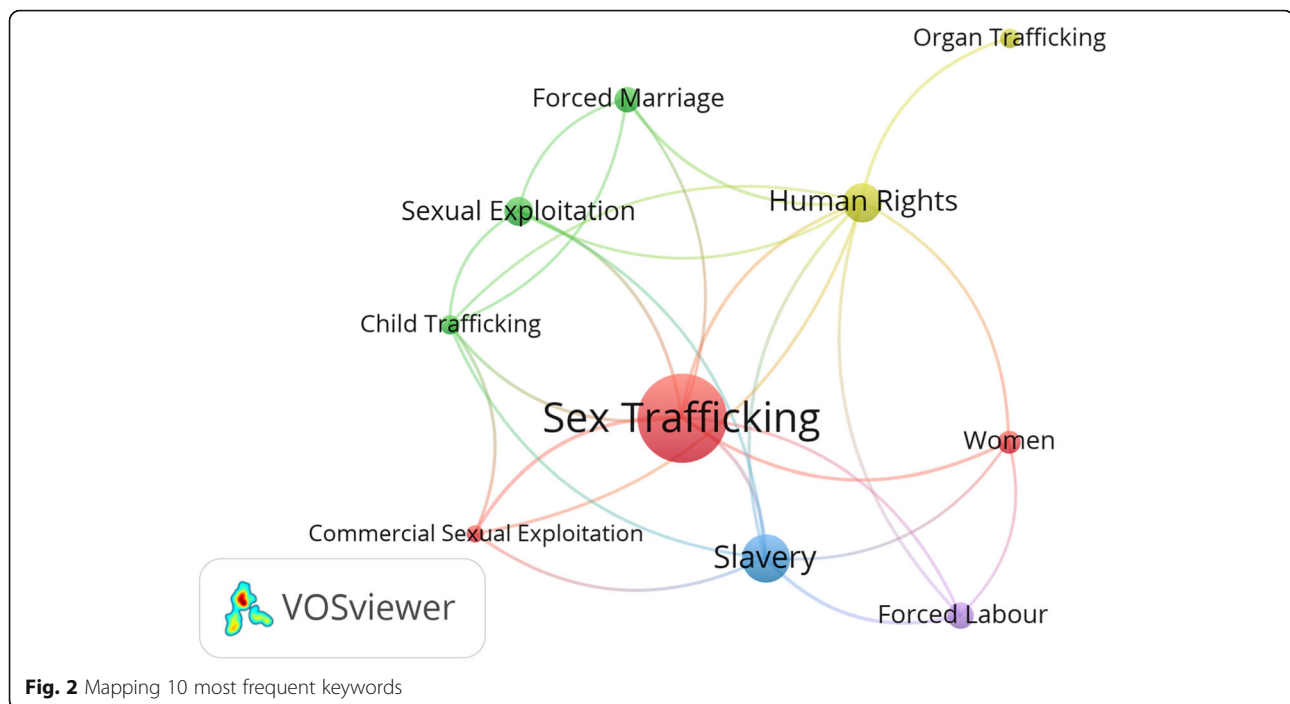 Organ Trafficking
Forced Marriage
Human Rights
Sexual Exploitation
Child Trafficking
Sex Trafficking
Women
Commercial Sexual Exploitation
Slavery
VOSviewer
Forced Labour
Fig. 2 Mapping 10 most frequent keywords